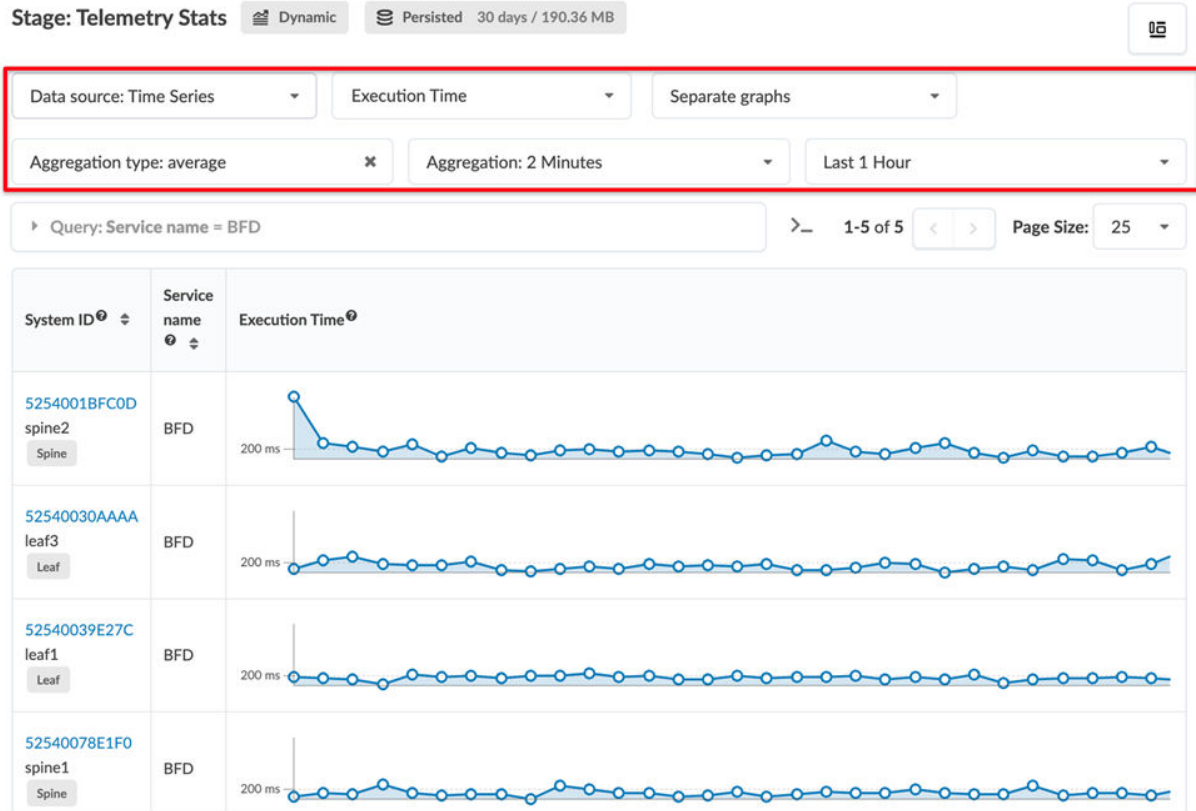 Stage: Telemetry Stats Dynamic Persisted 30 days / 190.36 MB
Data source: Time Series Execution Time Separate graphs
Aggregation type: average Aggregation: 2 Minutes Last 1 Hour
Query: Service name = BFD 1-5 of 5 Page Size: 25
System ID Service name Execution Time
5254001BFC0D
spine2 BFD
Spine
200 ms
52540030AAAA
leaf3 BFD
Leaf
200 ms
52540039E27C
leaf1 BFD
Leaf
200 ms
52540078E1F0
spine1 BFD
Spine
200 ms